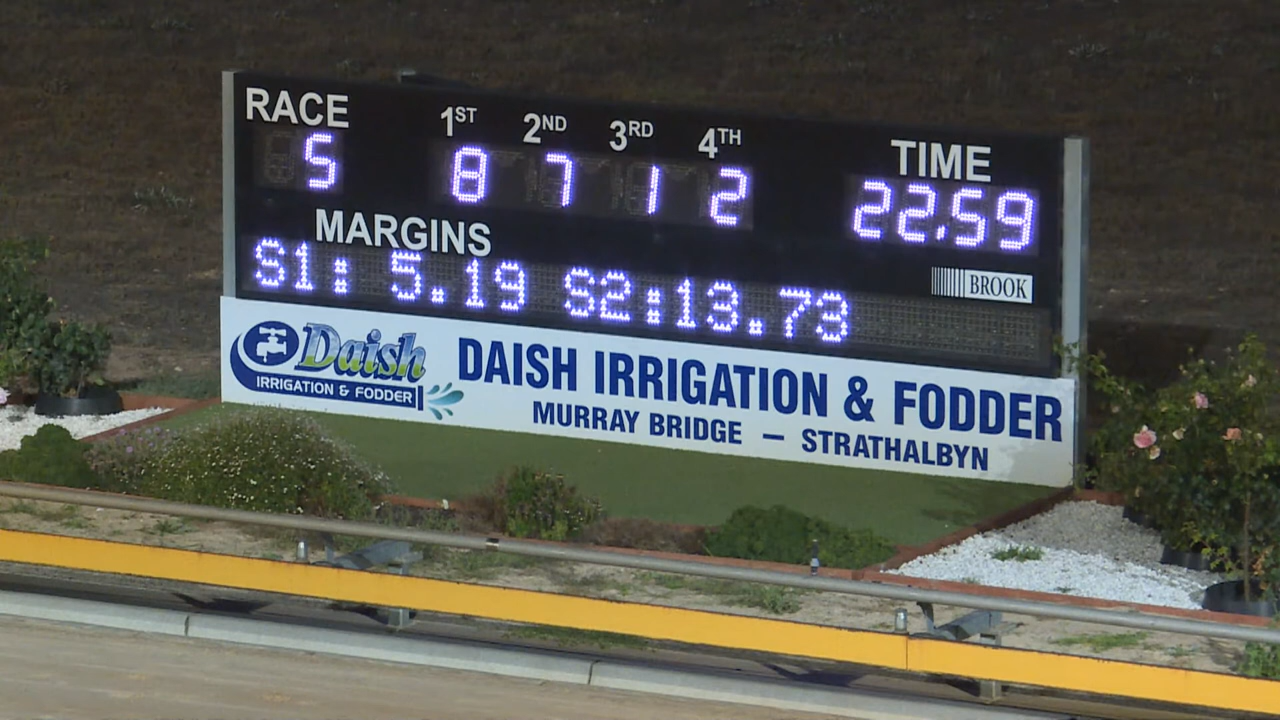 RACE 1ST 2ND 3RD 4TH TIME
5 8 7 1 2 22.59
MARGINS
S1: 5.19 S2:13.73
BROOK
Daish
IRRIGATION & FODDER
DAISH IRRIGATION & FODDER
MURRAY BRIDGE – STRATHALBYN